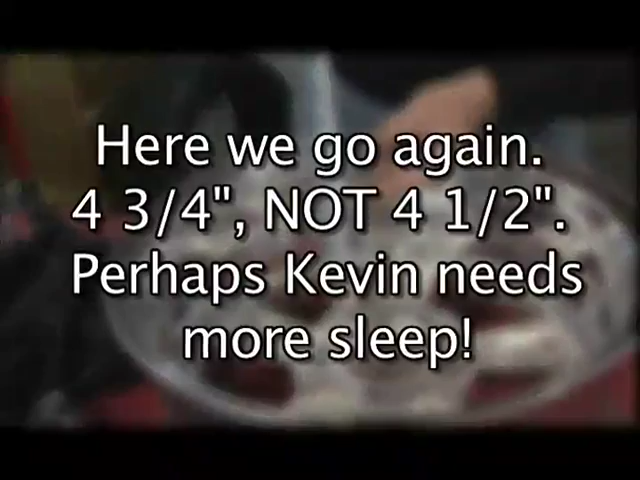 Here we go again.
4 3/4", NOT 4 1/2".
Perhaps Kevin needs
more sleep!